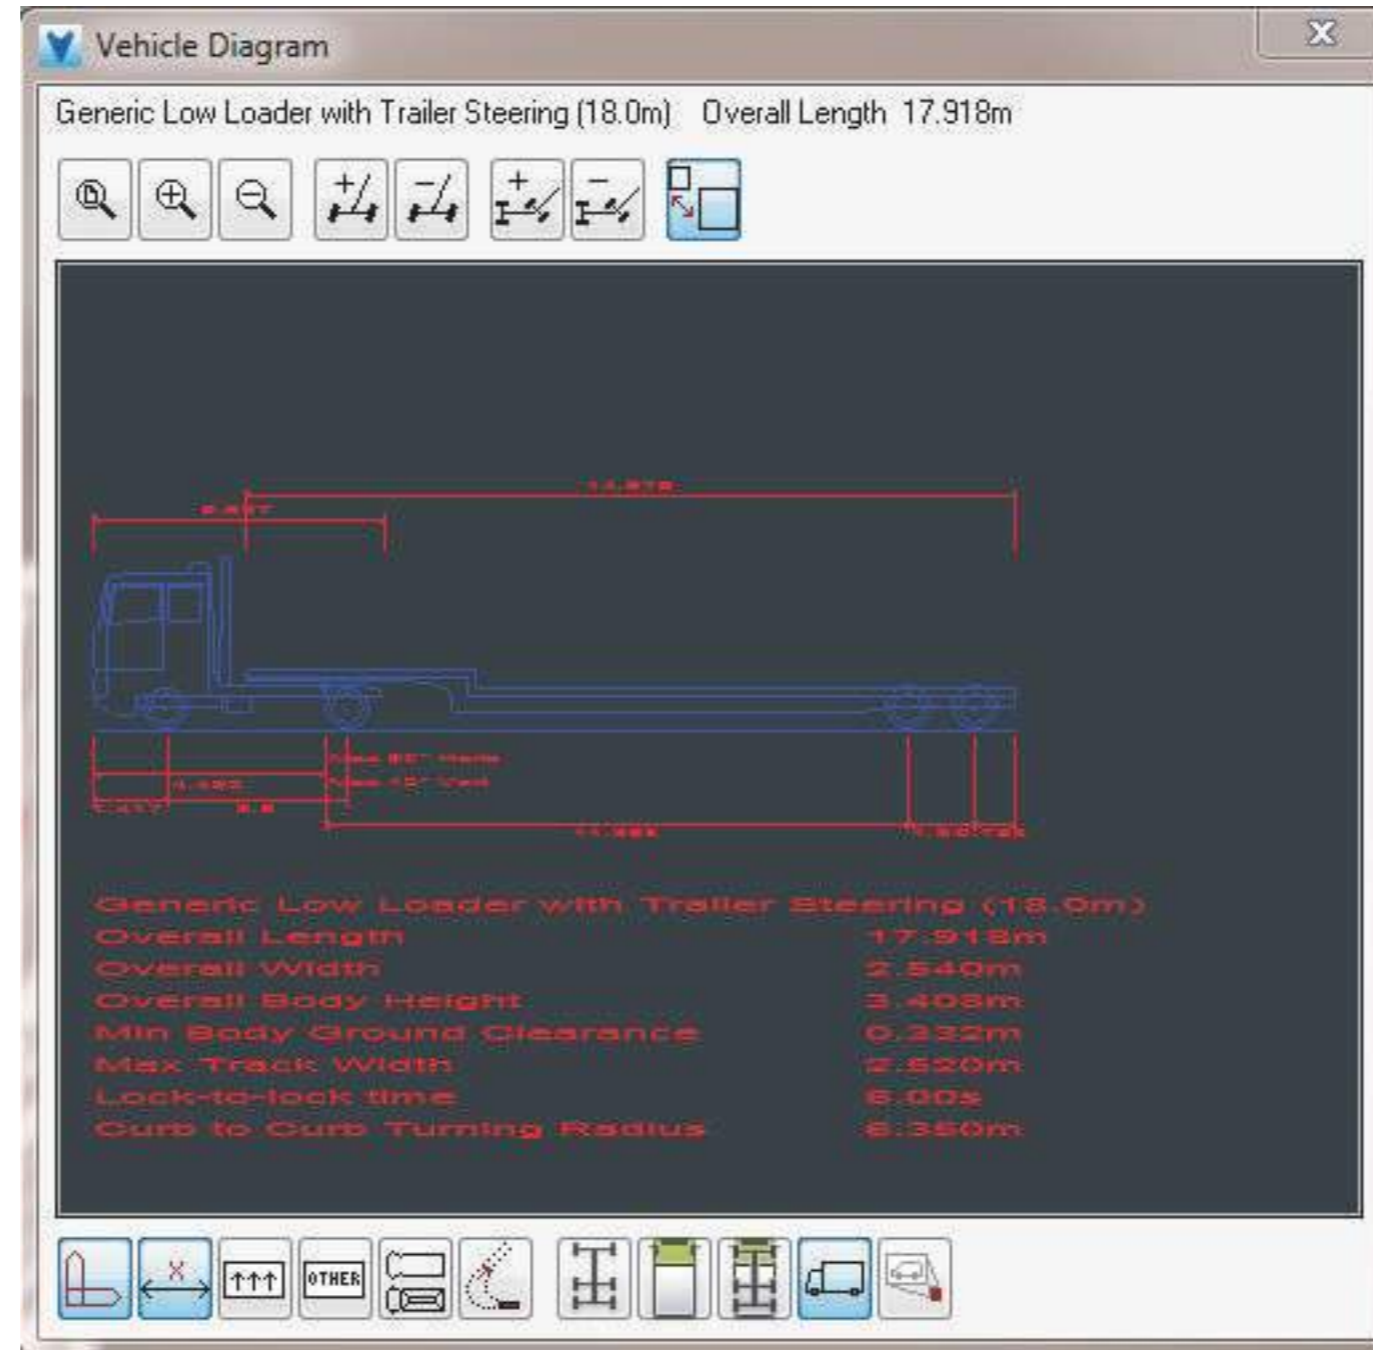 Vehicle Diagram
Generic Low Loader with Trailer Steering (18.0m) Overall Length 17.918m
3.5
Generic Low Loader with Trailer Steering (18.0m)
Overall Length 17.918m
Overall Width 2.540m
Overall Body Height 3.408m
Min Body Ground Clearance 0.332m
Max Track Width 2.520m
Lock-to-lock time 6.00s
Curb to Curb Turning Radius
X
OTHER